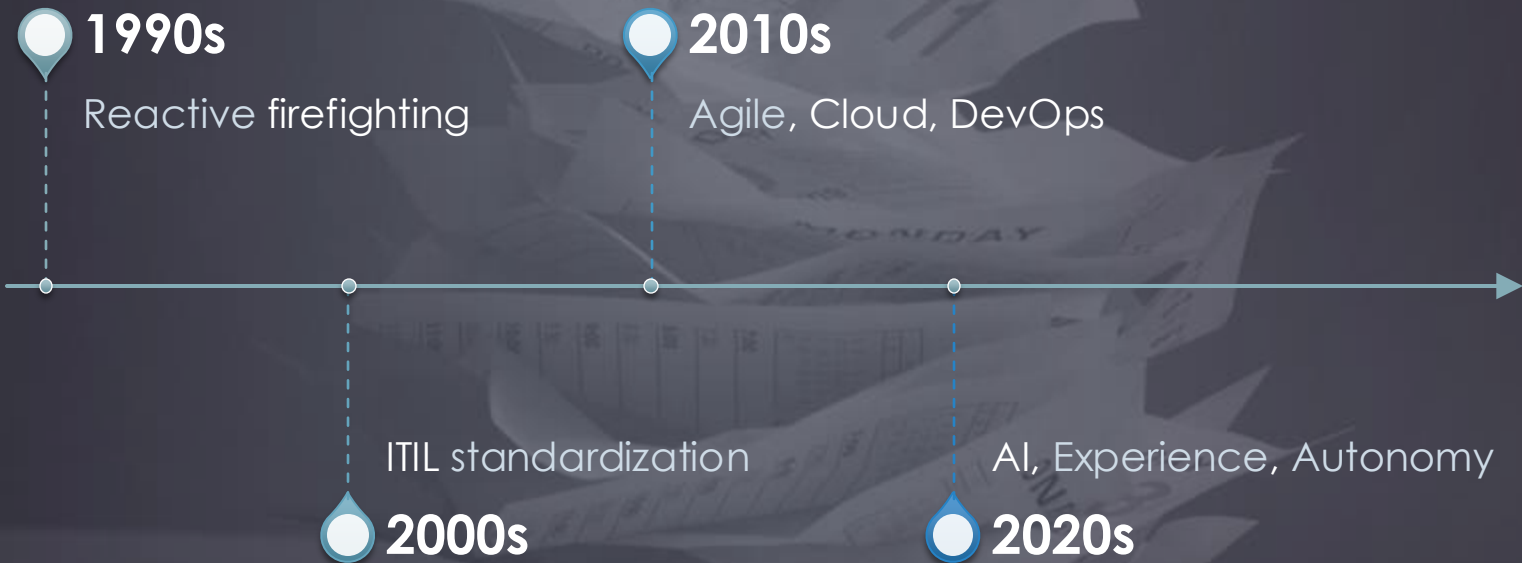 1990s
Reactive firefighting
2010s
Agile, Cloud, DevOps
ITIL standardization
2000s
AI, Experience, Autonomy
2020s